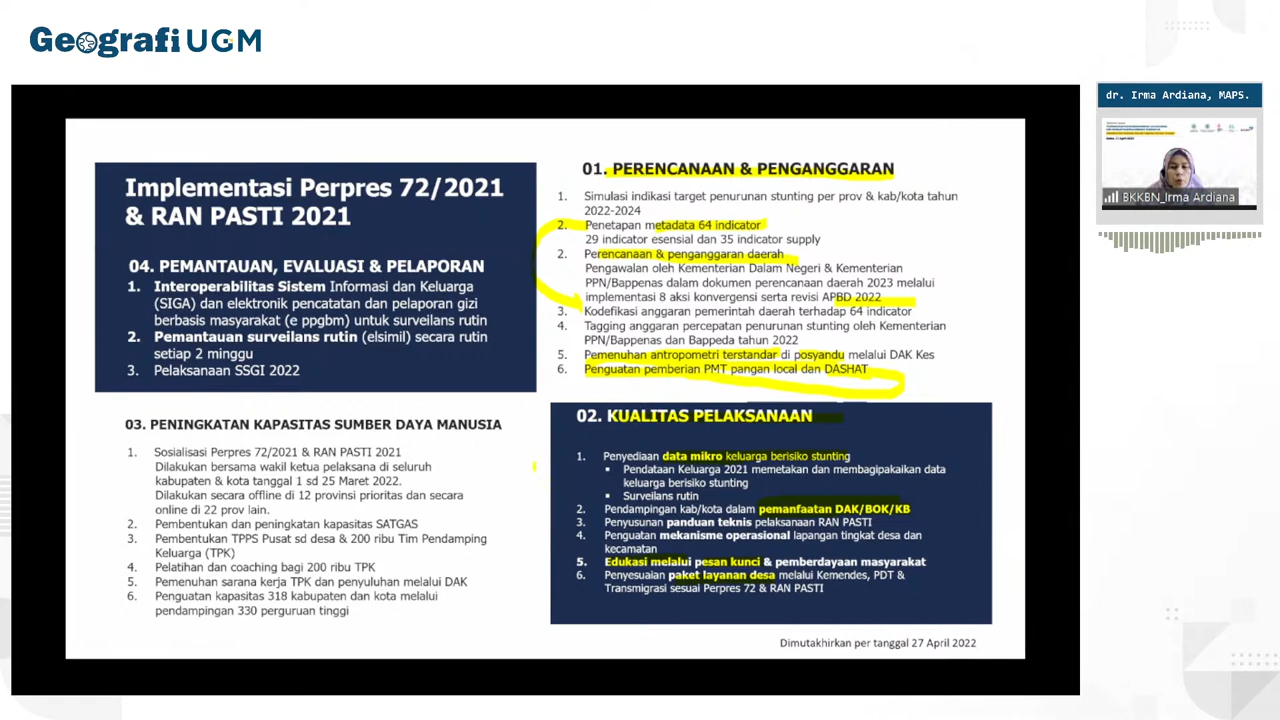 Geografi UGM
dr. Irma Ardiana, MAPS.
BKKBN_Irma Ardiana
Implementasi Perpres 72/2021
& RAN PASTI 2021
04. PEMANTAUAN, EVALUASI & PELAPORAN
1. Interoperabilitas Sistem Informasi dan Keluarga
(SIGA) dan elektronik pencatatan dan pelaporan gizi
berbasis masyarakat (e ppgbm) untuk surveilans rutin
2. Pemantauan surveilans rutin (elsimil) secara rutin
setiap 2 minggu
3. Pelaksanaan SSGI 2022
01. PERENCANAAN & PENGANGGARAN
1. Simulasi indikasi target penurunan stunting per prov & kab/kota tahun
2022-2024
2. Penetapan metadata 64 indicator
29 indicator esensial dan 35 indicator supply
2. Perencanaan & penganggaran daerah
Pengawalan oleh Kementerian Dalam Negeri & Kementerian
PPN/Bappenas dalam dokumen perencanaan daerah 2023 melalui
implementasi 8 aksi konvergensi serta revisi APBD 2022
3. Kodefikasi anggaran pemerintah daerah terhadap 64 indicator
4. Tagging anggaran percepatan penurunan stunting oleh Kementerian
PPN/Bappenas dan Bappeda tahun 2022
5. Pemenuhan antropometri terstandar di posyandu melalui DAK Kes
6. Penguatan pemberian PMT pangan local dan DASHAT
03. PENINGKATAN KAPASITAS SUMBER DAYA MANUSIA
1. Sosialisasi Perpres 72/2021 & RAN PASTI 2021
Dilakukan bersama wakil ketua pelaksana di seluruh
kabupaten & kota tanggal 1 sd 25 Maret 2022.
Dilakukan secara offline di 12 provinsi prioritas dan secara
online di 22 prov lain.
2. Pembentukan dan peningkatan kapasitas SATGAS
3. Pembentukan TPPS Pusat sd desa & 200 ribu Tim Pendamping
Keluarga (TPK)
4. Pelatihan dan coaching bagi 200 ribu TPK
5. Pemenuhan sarana kerja TPK dan penyuluhan melalui DAK
6. Penguatan kapasitas 318 kabupaten dan kota melalui
pendampingan 330 perguruan tinggi
02. KUALITAS PELAKSANAAN
1. Penyediaan data mikro keluarga berisiko stunting
▪ Pendataan Keluarga 2021 memetakan dan membagipakaikan data
keluarga berisiko stunting
▪ Surveilans rutin
2. Pendampingan kab/kota dalam pemanfaatan DAK/BOK/KB
3. Penyusunan panduan teknis pelaksanaan RAN PASTI
4. Penguatan mekanisme operasional lapangan tingkat desa dan
kecamatan
5. Edukasi melalui pesan kunci & pemberdayaan masyarakat
6. Penyesuaian paket layanan desa melalui Kemendes, PDT &
Transmigrasi sesuai Perpres 72 & RAN PASTI
Dimutakhirkan per tanggal 27 April 2022